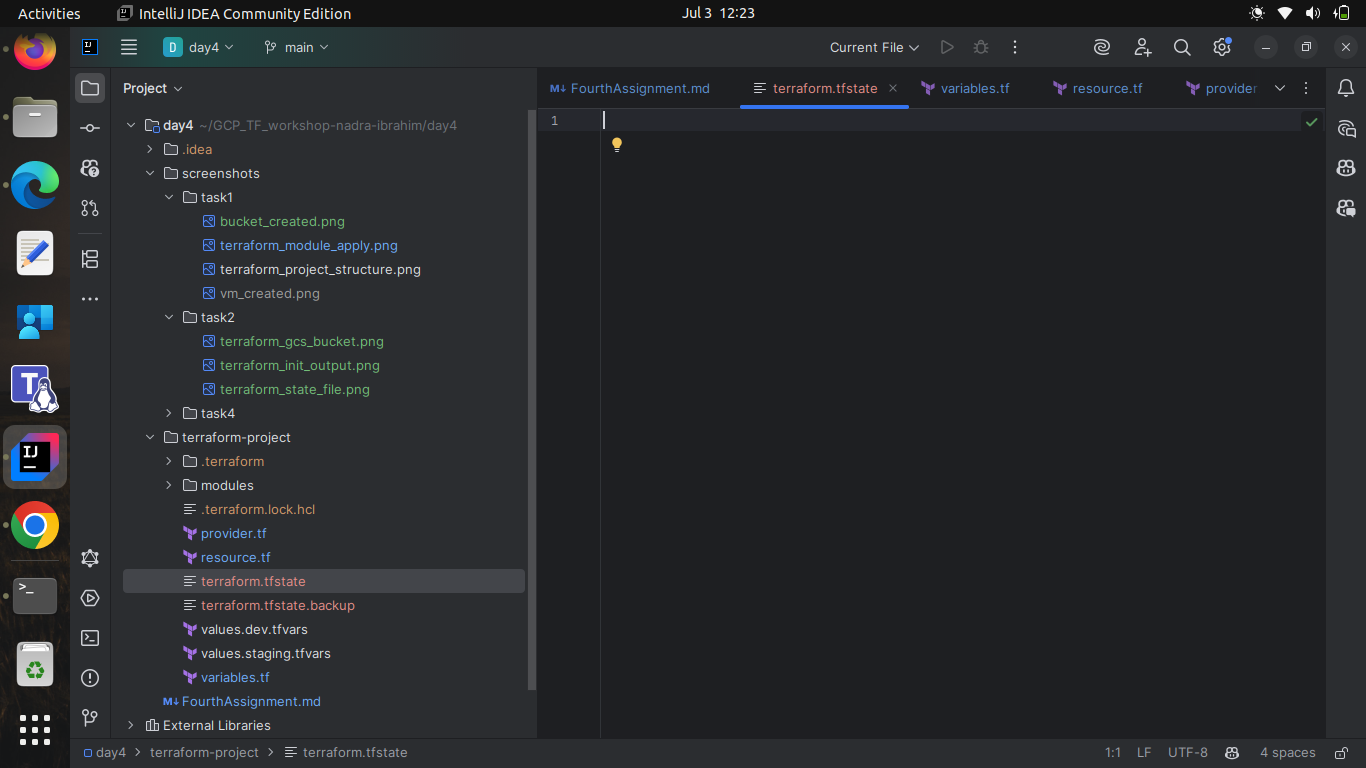 Activities
IntelliJ IDEA Community Edition
Jul 3 12:23
D day4
main
Current File
Project
FourthAssignment.md
terraform.tfstate
variables.tf
resource.tf
provider
1
day4 ~/GCP_TF_workshop-nadra-ibrahim/day4
.idea
screenshots
task1
bucket_created.png
terraform_module_apply.png
terraform_project_structure.png
vm_created.png
task2
terraform_gcs_bucket.png
terraform_init_output.png
terraform_state_file.png
task4
terraform-project
.terraform
modules
.terraform.lock.hcl
provider.tf
resource.tf
terraform.tfstate
terraform.tfstate.backup
values.dev.tfvars
values.staging.tfvars
variables.tf
FourthAssignment.md
External Libraries
day4 > terraform-project > terraform.tfstate
1:1 LF UTF-8 4 spaces